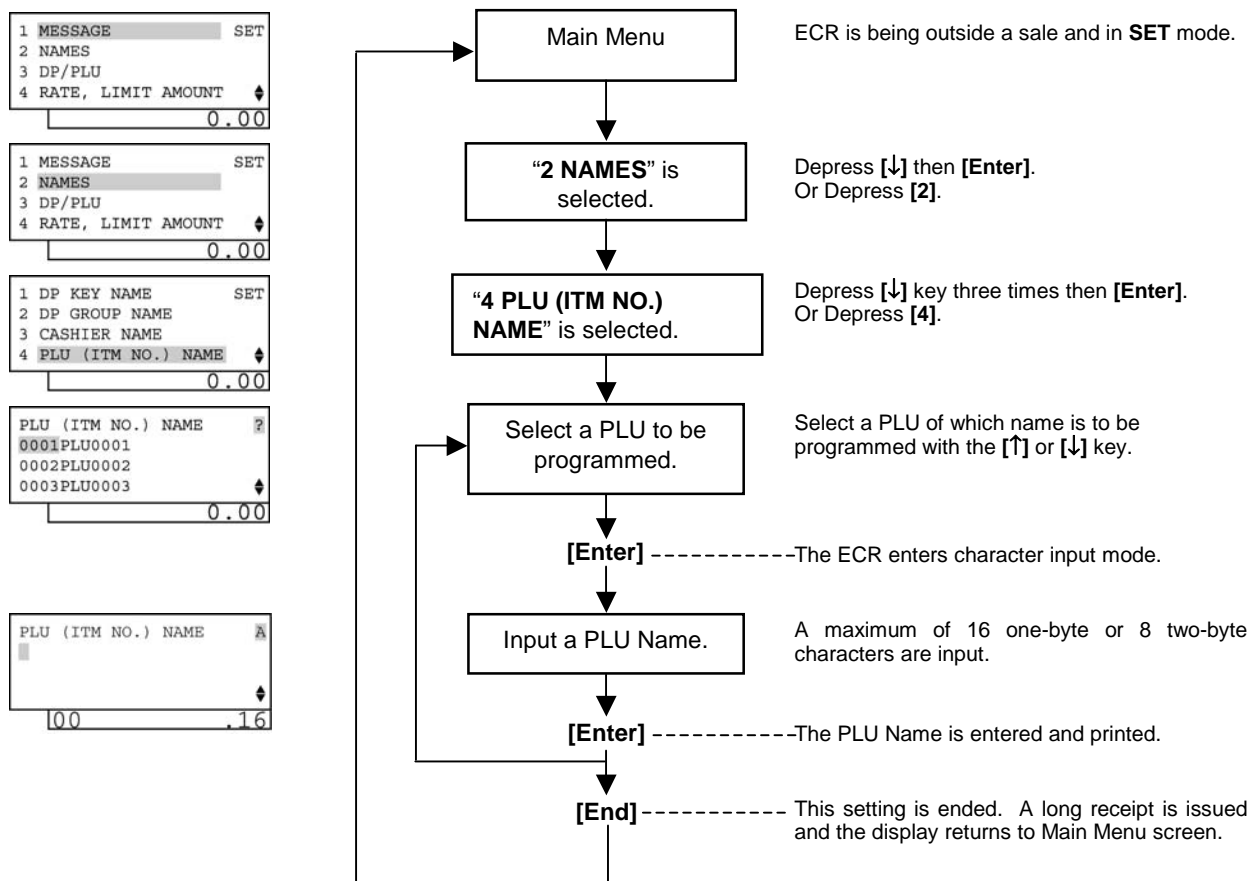 1 MESSAGE SET
2 NAMES
3 DP/PLU
4 RATE, LIMIT AMOUNT
0.00
Main Menu
ECR is being outside a sale and in SET mode.
1 MESSAGE SET
2 NAMES
3 DP/PLU
4 RATE, LIMIT AMOUNT
0.00
“2 NAMES” is
selected.
Depress [↓] then [Enter].
Or Depress [2].
1 DP KEY NAME SET
2 DP GROUP NAME
3 CASHIER NAME
4 PLU (ITM NO.) NAME
0.00
“4 PLU (ITM NO.)
NAME” is selected.
Depress [↓] key three times then [Enter].
Or Depress [4].
PLU (ITM NO.) NAME ?
0001PLU0001
0002PLU0002
0003PLU0003
0.00
Select a PLU to be
programmed.
Select a PLU of which name is to be
programmed with the [↑] or [↓] key.
[Enter]
The ECR enters character input mode.
PLU (ITM NO.) NAME A
00 .16
Input a PLU Name.
A maximum of 16 one-byte or 8 two-byte
characters are input.
[Enter]
The PLU Name is entered and printed.
[End]
This setting is ended. A long receipt is issued
and the display returns to Main Menu screen.